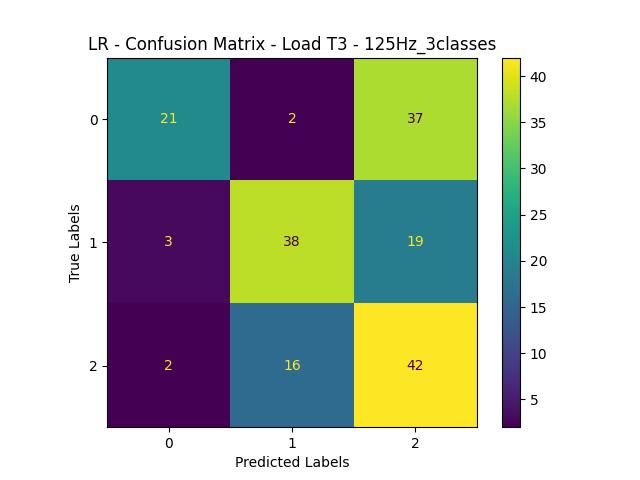 LR - Confusion Matrix - Load T3 - 125Hz_3classes
True Labels
0 21 2 37
1 3 38 19
2 2 16 42
0 1 2
Predicted Labels
40
35
30
25
20
15
10
5